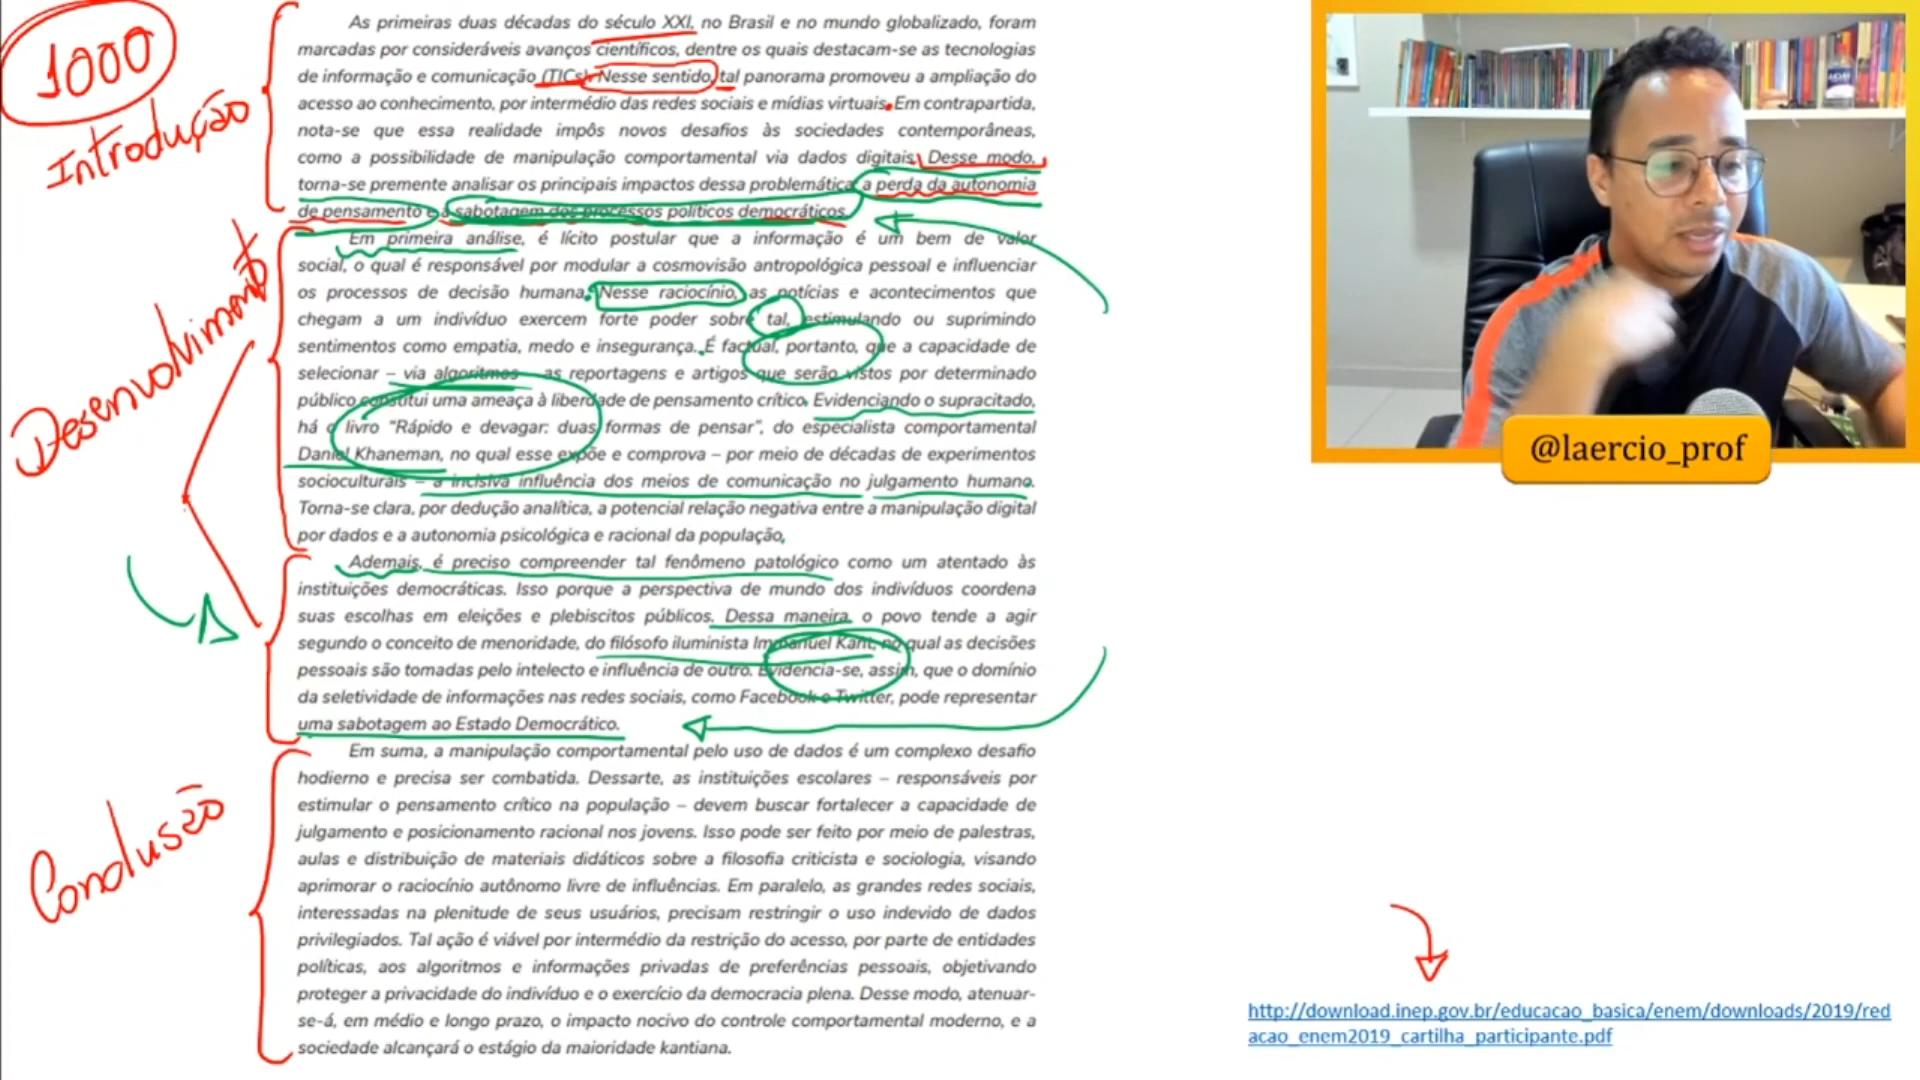 1000
Introdução
As primeiras duas décadas do século XXI, no Brasil e no mundo globalizado, foram
marcadas por consideráveis avanços científicos, dentre os quais destacam-se as tecnologias
de informação e comunicação (TICs). Nesse sentido, tal panorama promoveu a ampliação do
acesso ao conhecimento, por intermédio das redes sociais e mídias virtuais. Em contrapartida,
nota-se que essa realidade impôs novos desafios às sociedades contemporâneas,
como a possibilidade de manipulação comportamental via dados digitais. Desse modo,
torna-se premente analisar os principais impactos dessa problemática: a perda da autonomia
de pensamento e a sabotagem dos processos políticos democráticos.
Desenvolvimento
Em primeira análise, é lícito postular que a informação é um bem de valor
social, o qual é responsável por modular a cosmovisão antropológica pessoal e influenciar
os processos de decisão humana. Nesse raciocínio, as notícias e acontecimentos que
chegam a um indivíduo exercem forte poder sobre tal, estimulando ou suprimindo
sentimentos como empatia, medo e insegurança. É factual, portanto, que a capacidade de
selecionar – via algoritmos – as reportagens e artigos que serão vistos por determinado
público constitui uma ameaça à liberdade de pensamento crítico. Evidenciando o supracitado,
há o livro “Rápido e devagar: duas formas de pensar”, do especialista comportamental
Daniel Khaneman, no qual esse expõe e comprova – por meio de décadas de experimentos
socioculturais – a incisiva influência dos meios de comunicação no julgamento humano.
Torna-se clara, por dedução analítica, a potencial relação negativa entre a manipulação digital
por dados e a autonomia psicológica e racional da população.
Ademais, é preciso compreender tal fenômeno patológico como um atentado às
instituições democráticas. Isso porque a perspectiva de mundo dos indivíduos coordena
suas escolhas em eleições e plebiscitos públicos. Dessa maneira, o povo tende a agir
segundo o conceito de menoridade, do filósofo iluminista Immanuel Kant, no qual as decisões
pessoais são tomadas pelo intelecto e influência de outro. Evidencia-se, assim, que o domínio
da seletividade de informações nas redes sociais, como Facebook e Twitter, pode representar
uma sabotagem ao Estado Democrático.
Conclusão
Em suma, a manipulação comportamental pelo uso de dados é um complexo desafio
hodierno e precisa ser combatida. Dessarte, as instituições escolares – responsáveis por
estimular o pensamento crítico na população – devem buscar fortalecer a capacidade de
julgamento e posicionamento racional nos jovens. Isso pode ser feito por meio de palestras,
aulas e distribuição de materiais didáticos sobre a filosofia criticista e sociologia, visando
aprimorar o raciocínio autônomo livre de influências. Em paralelo, as grandes redes sociais,
interessadas na plenitude de seus usuários, precisam restringir o uso indevido de dados
privilegiados. Tal ação é viável por intermédio da restrição do acesso, por parte de entidades
políticas, aos algoritmos e informações privadas de preferências pessoais, objetivando
proteger a privacidade do indivíduo e o exercício da democracia plena. Desse modo, atenuar-
se-á, em médio e longo prazo, o impacto nocivo do controle comportamental moderno, e a
sociedade alcançará o estágio da maioridade kantiana.
@laercio_prof
http://download.inep.gov.br/educacao_basica/enem/downloads/2019/red
acao_enem2019_cartilha_participante.pdf